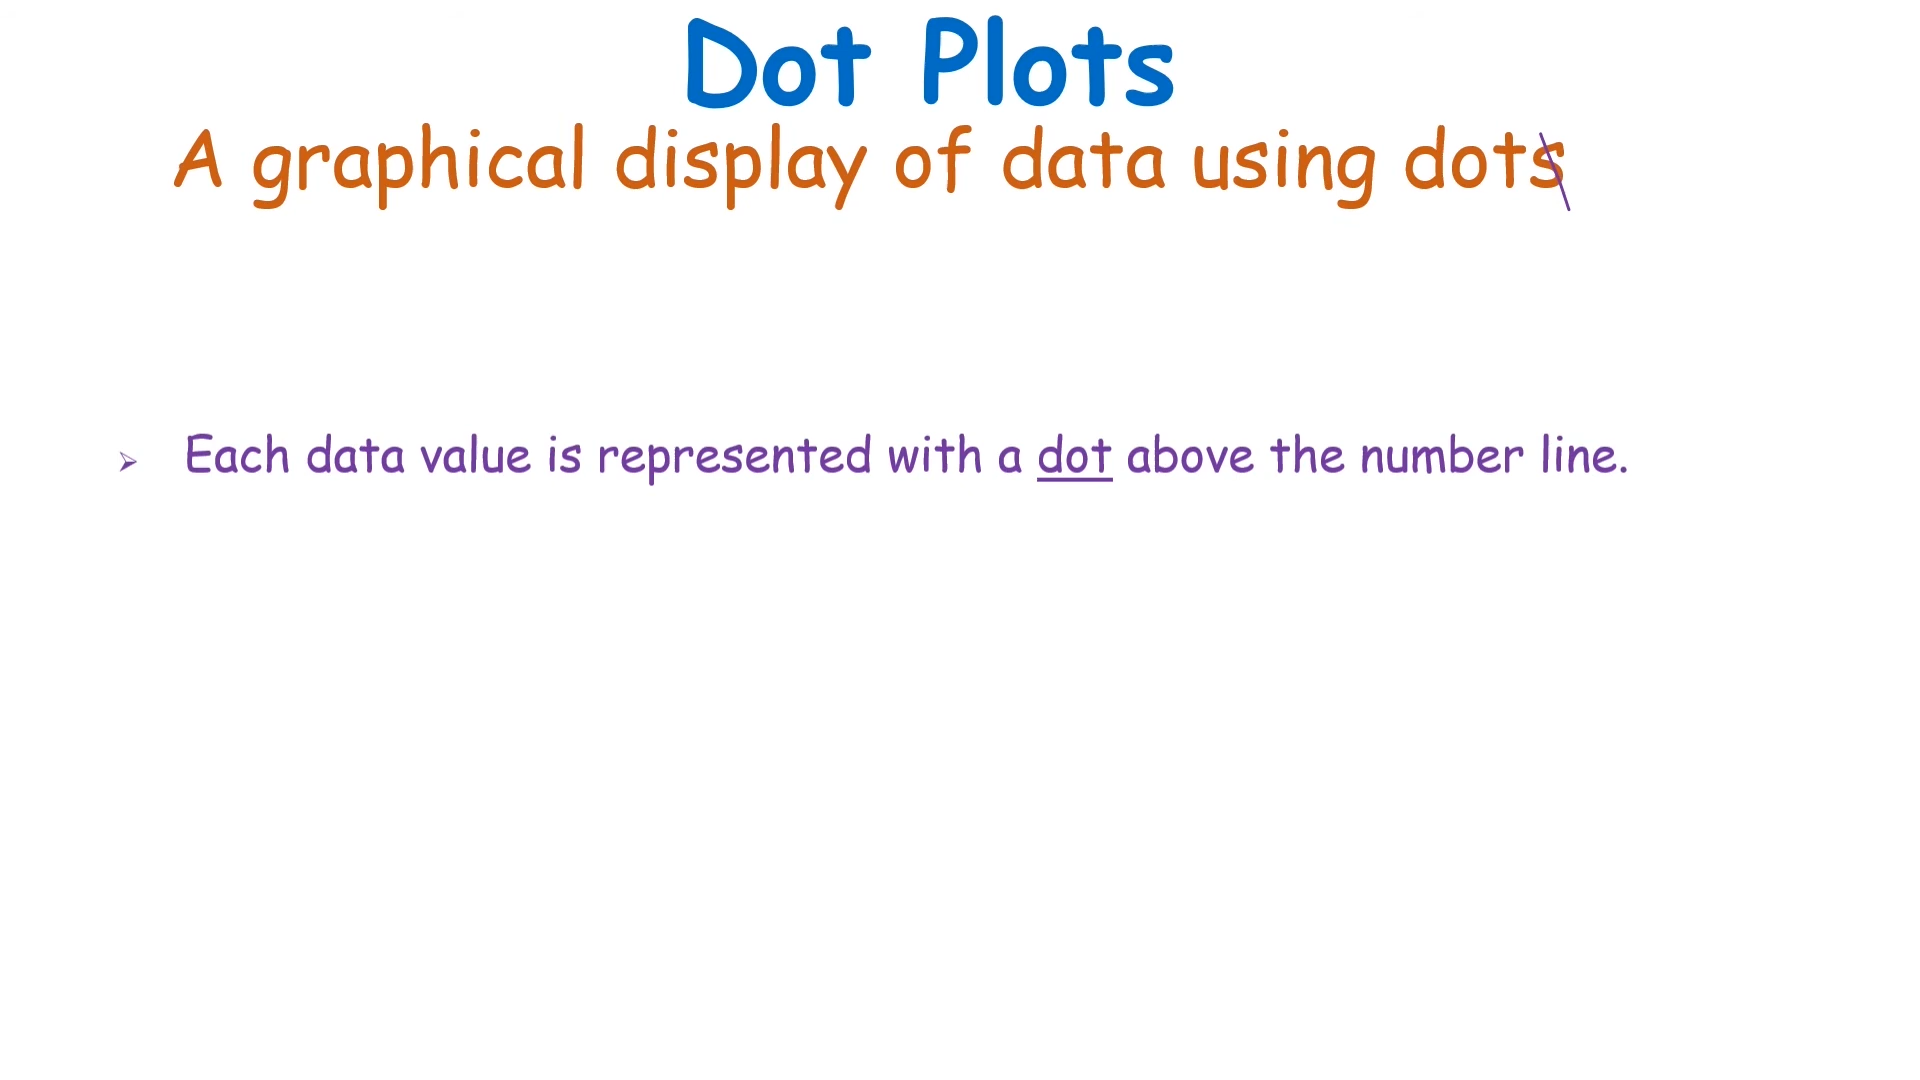 Dot Plots
A graphical display of data using dots
➢ Each data value is represented with a dot above the number line.